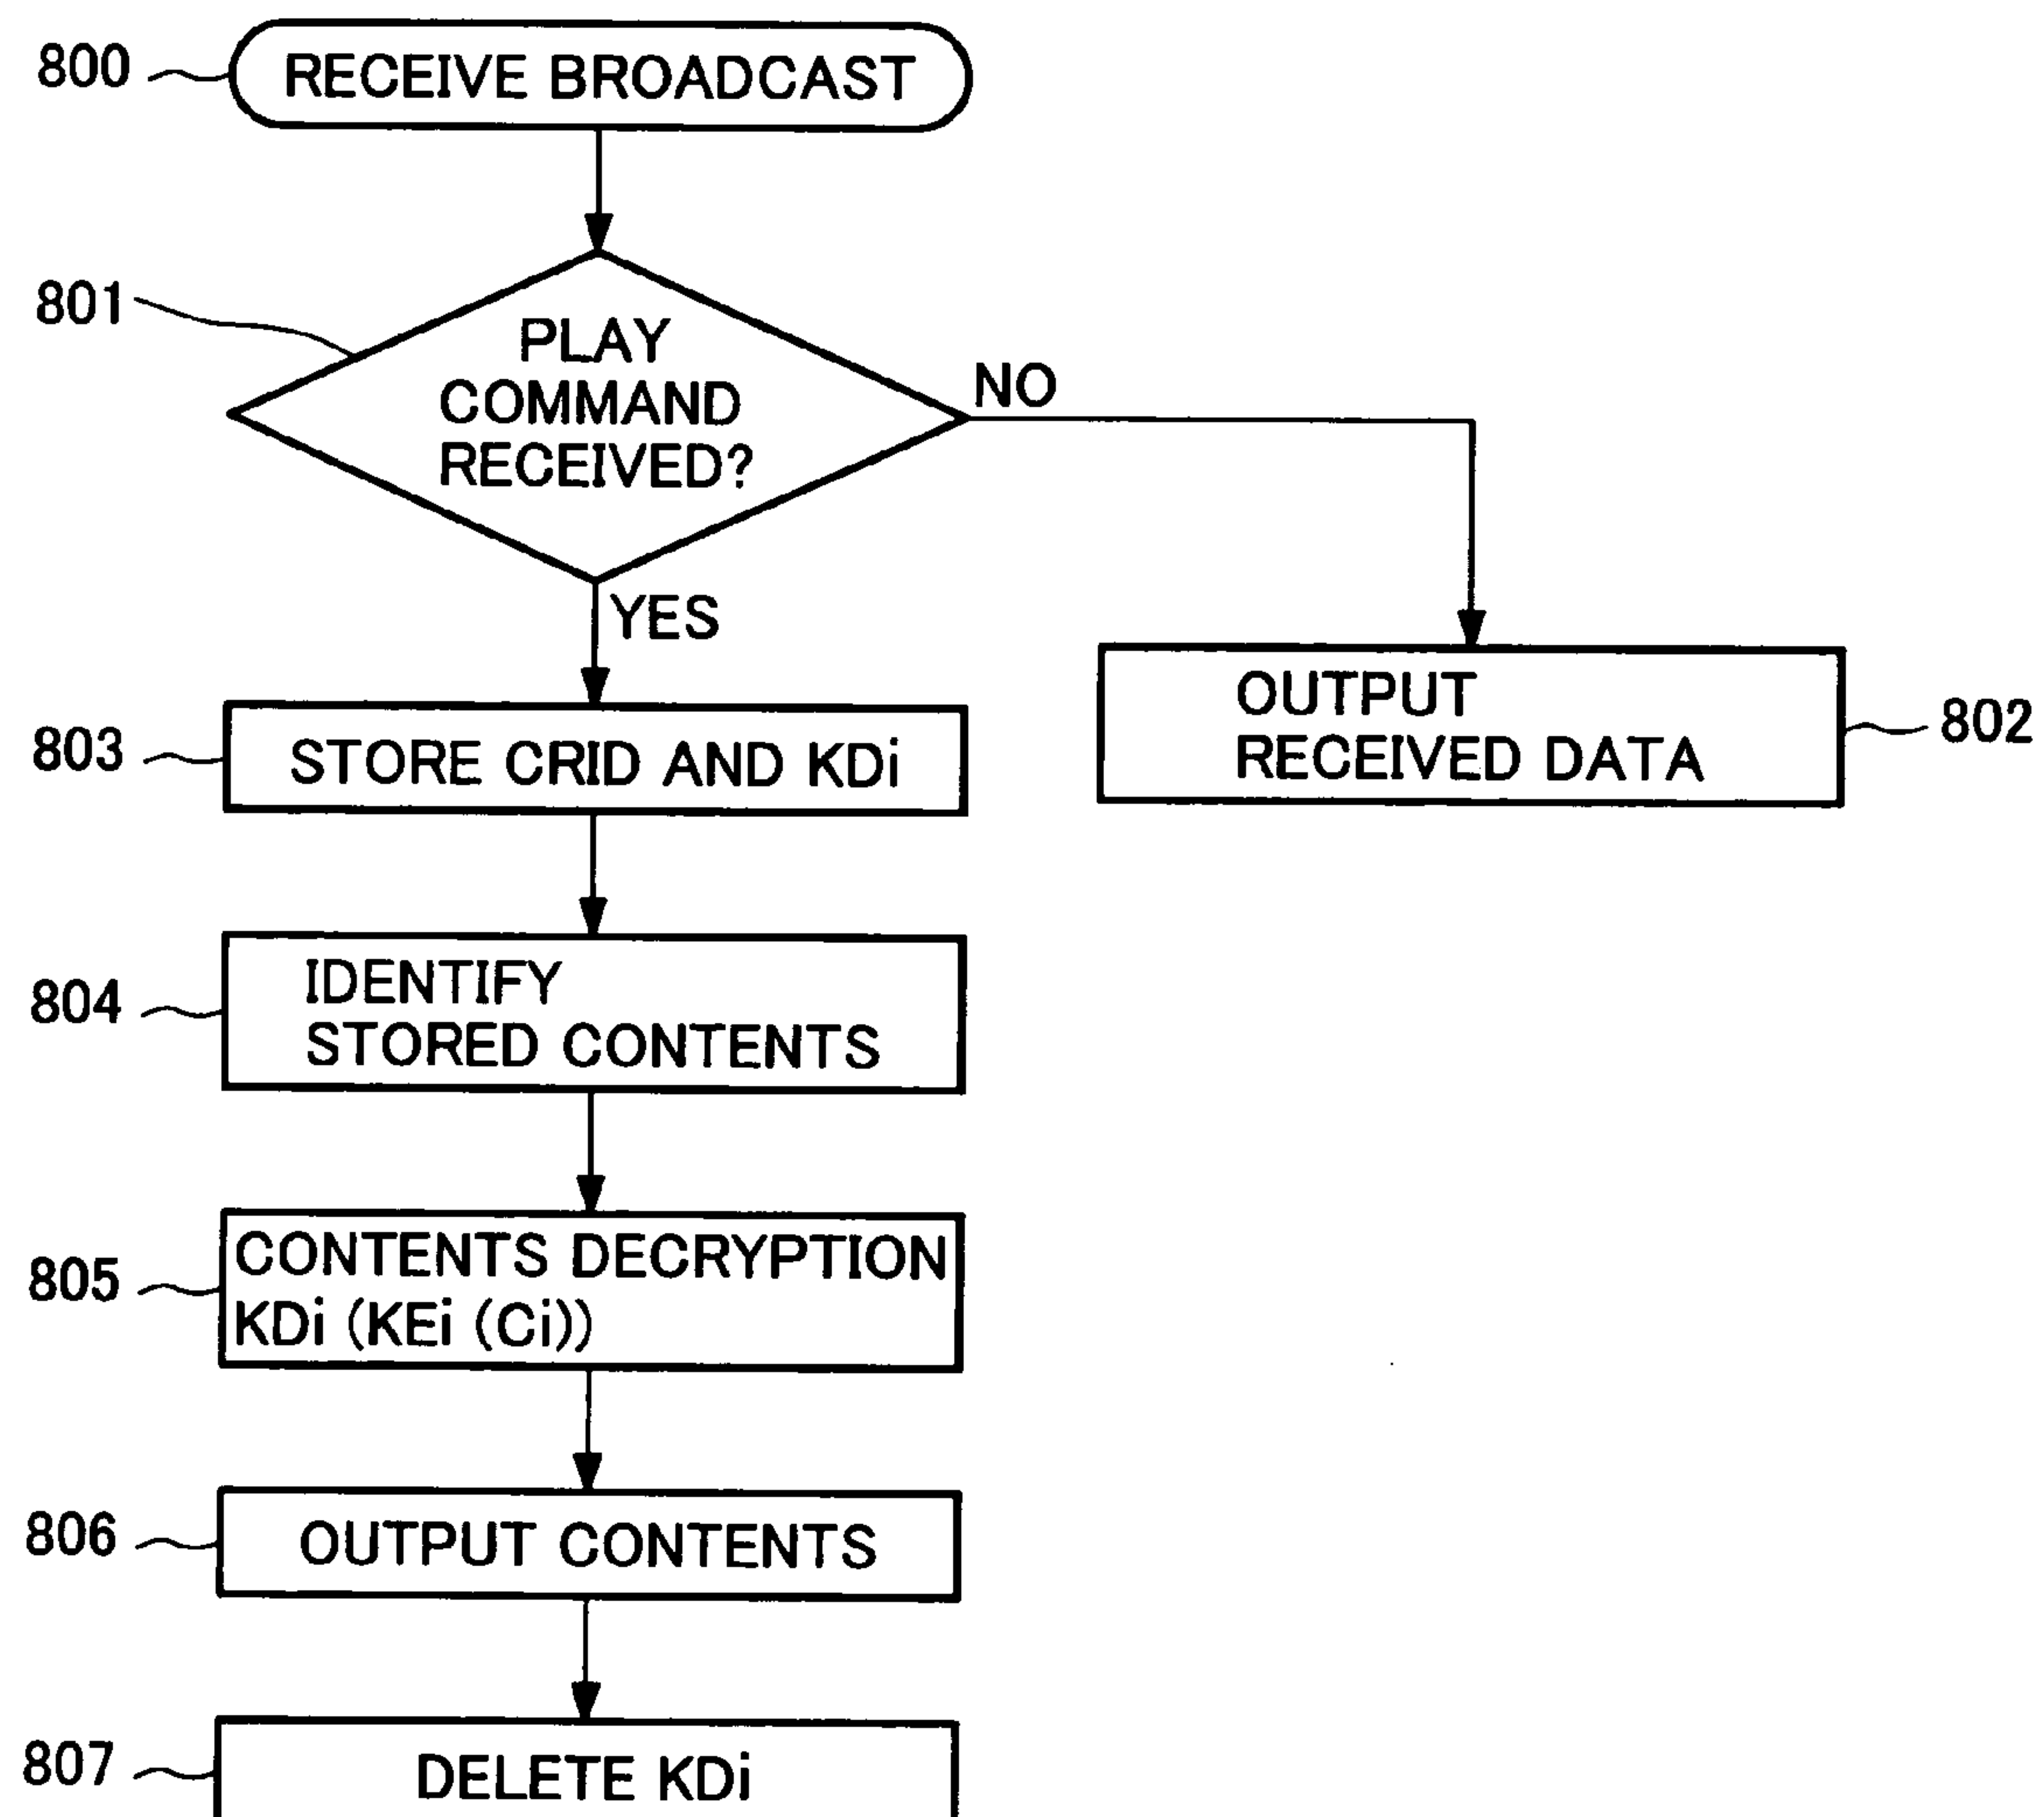 800
RECEIVE BROADCAST
801
PLAY
COMMAND
RECEIVED?
NO
YES
OUTPUT
RECEIVED DATA
802
803
STORE CRID AND KDi
804
IDENTIFY
STORED CONTENTS
805
CONTENTS DECRYPTION
KDi (KEi (Ci))
806
OUTPUT CONTENTS
807
DELETE KDi